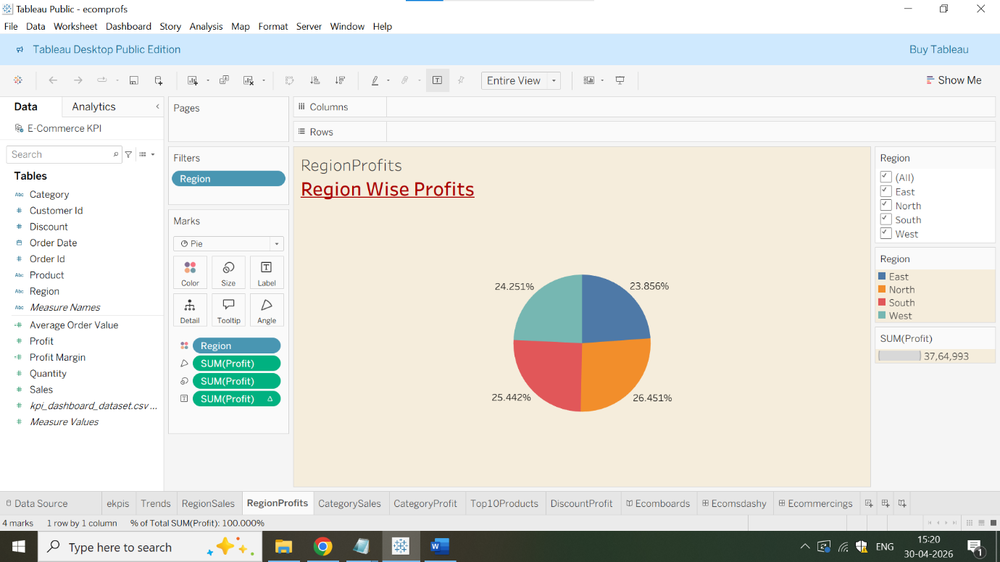 Tableau Public - ecomprofs
File Data Worksheet Dashboard Story Analysis Map Format Server Window Help
Tableau Desktop Public Edition
Buy Tableau
Entire View
Show Me
Data
Analytics
E-Commerce KPI
Search
Tables
Abc Category
# Customer Id
# Discount
Order Date
# Order Id
Abc Product
Abc Region
Abc Measure Names
=# Average Order Value
# Profit
=# Profit Margin
# Quantity
# Sales
# kpi_dashboard_dataset.csv ...
# Measure Values
Pages
Filters
Region
Marks
Pie
Color
Size
Label
Detail
Tooltip
Angle
Region
SUM(Profit)
SUM(Profit)
SUM(Profit) Δ
Columns
Rows
RegionProfits
Region Wise Profits
24.251%
23.856%
25.442%
26.451%
Region
(All)
East
North
South
West
Region
East
North
South
West
SUM(Profit)
37,64,993
Data Source
ekpis
Trends
RegionSales
RegionProfits
CategorySales
CategoryProfit
Top10Products
DiscountProfit
Ecomboards
Ecomsdashy
Ecommercings
4 marks 1 row by 1 column % of Total SUM(Profit): 100.000%
Type here to search
ENG
15:20
30-04-2026
1